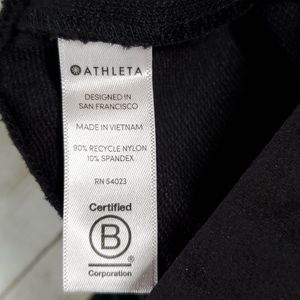 ATHLETA
DESIGNED IN
SAN FRANCISCO
MADE IN VIETNAM
90% RECYCLE NYLON
10% SPANDEX
RN 54023
Certified
B
Corporation